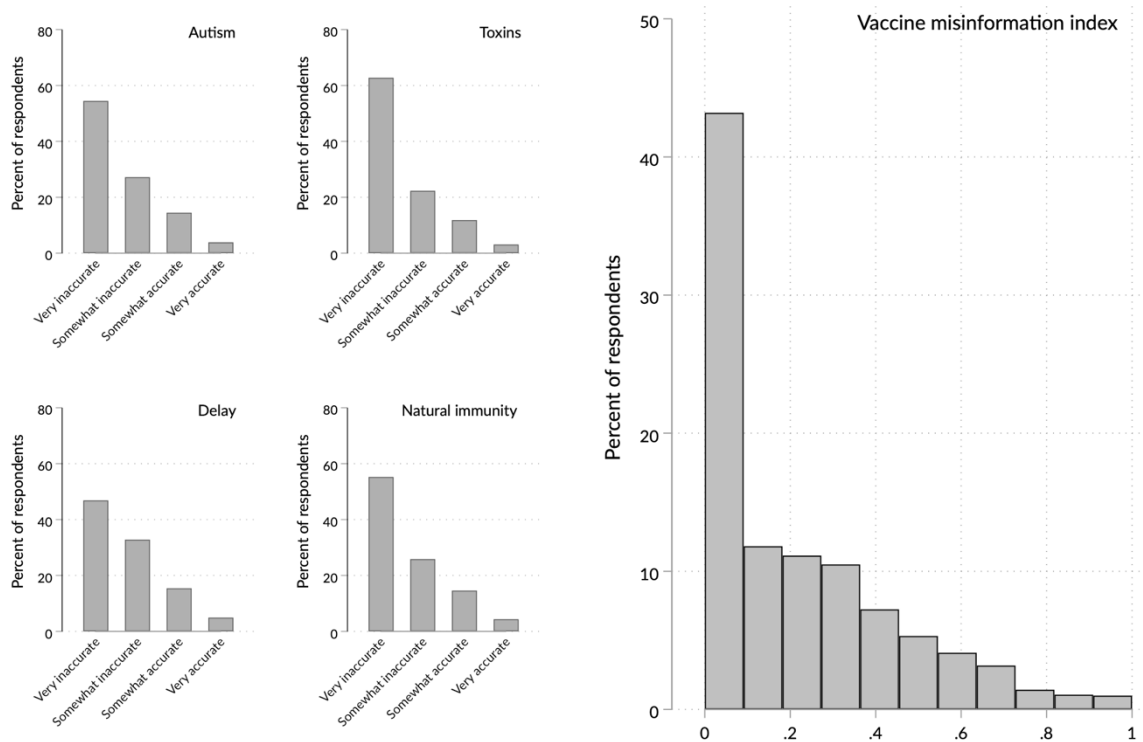 Autism
Percent of respondents
80
60
40
20
0
Very inaccurate
Somewhat inaccurate
Somewhat accurate
Very accurate
Toxins
Percent of respondents
80
60
40
20
0
Very inaccurate
Somewhat inaccurate
Somewhat accurate
Very accurate
Delay
Percent of respondents
80
60
40
20
0
Very inaccurate
Somewhat inaccurate
Somewhat accurate
Very accurate
Natural immunity
Percent of respondents
80
60
40
20
0
Very inaccurate
Somewhat inaccurate
Somewhat accurate
Very accurate
Vaccine misinformation index
Percent of respondents
50
40
30
20
10
0
0 .2 .4 .6 .8 1